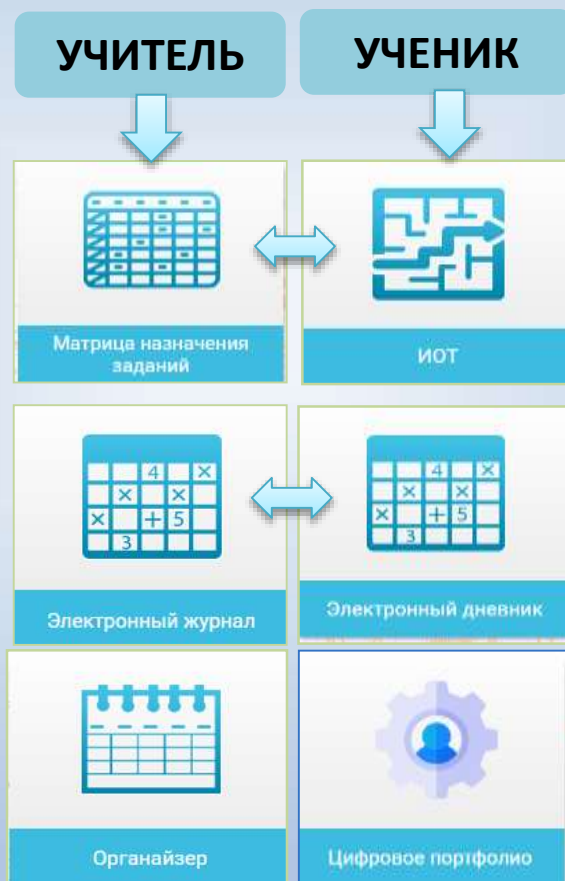 УЧИТЕЛЬ
УЧЕНИК
Матрица назначения
заданий
ИОТ
4 ×
× ×
× + 5
3
Электронный журнал
4 ×
× ×
× + 5
3
Электронный дневник
Органайзер
Цифровое портфолио